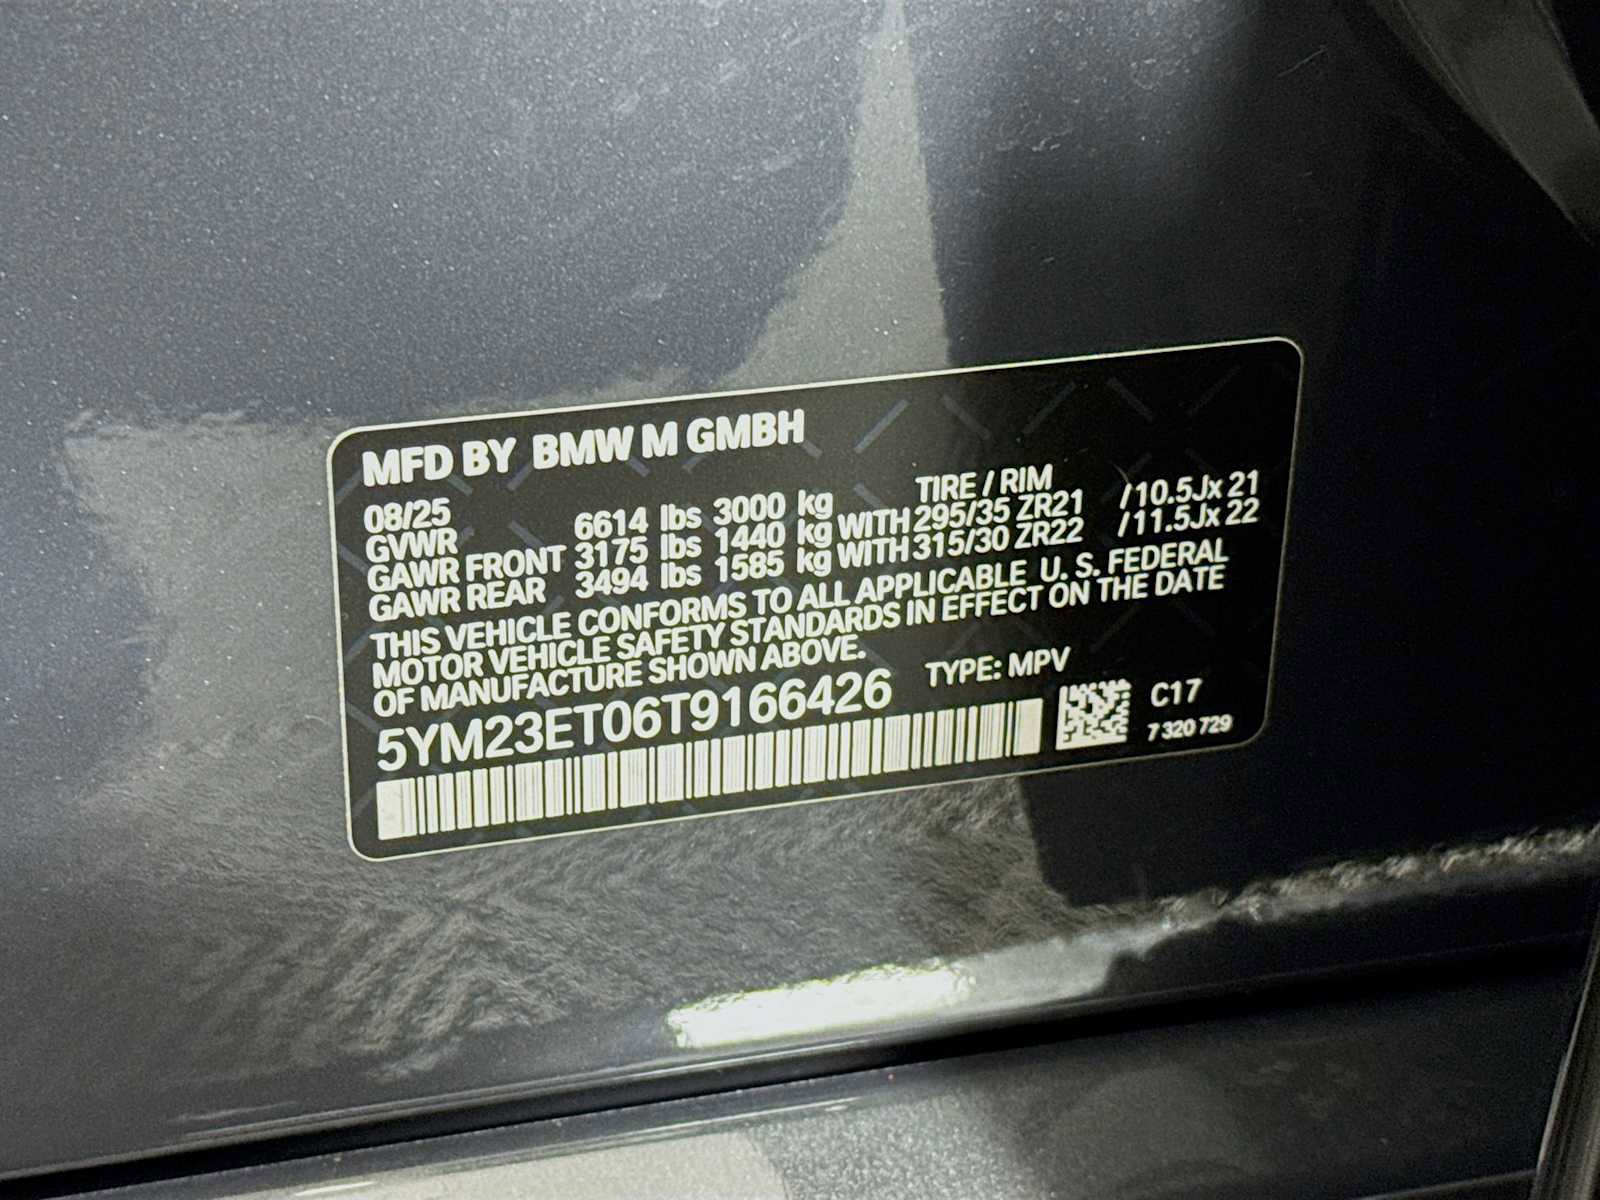 MFD BY BMW M GMBH
08/25 TIRE / RIM
GVWR 6614 lbs 3000 kg
GAWR FRONT 3175 lbs 1440 kg WITH 295/35 ZR21 /10.5Jx 21
GAWR REAR 3494 lbs 1585 kg WITH 315/30 ZR22 /11.5Jx 22
THIS VEHICLE CONFORMS TO ALL APPLICABLE U. S. FEDERAL
MOTOR VEHICLE SAFETY STANDARDS IN EFFECT ON THE DATE
OF MANUFACTURE SHOWN ABOVE.
TYPE: MPV
5YM23ET06T9166426
C17
7 320 729